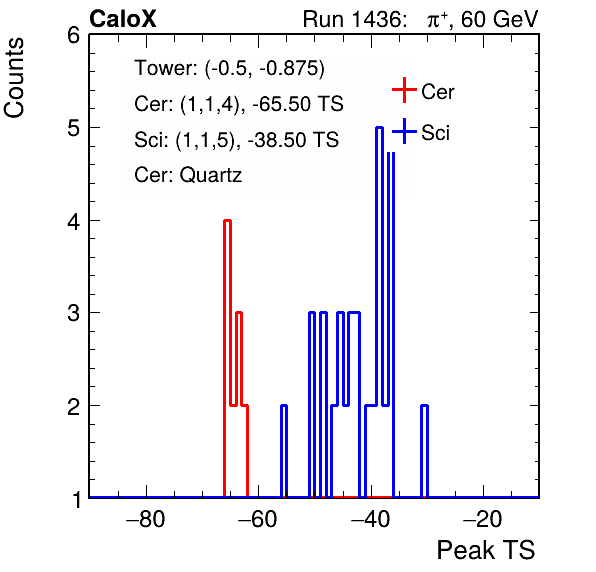 CaloX Run 1436: π⁺, 60 GeV
Counts
6
Tower: (-0.5, -0.875)
Cer: (1,1,4), -65.50 TS
Sci: (1,1,5), -38.50 TS
Cer: Quartz
Cer
Sci
5
4
3
2
1
−80 −60 −40 −20
Peak TS